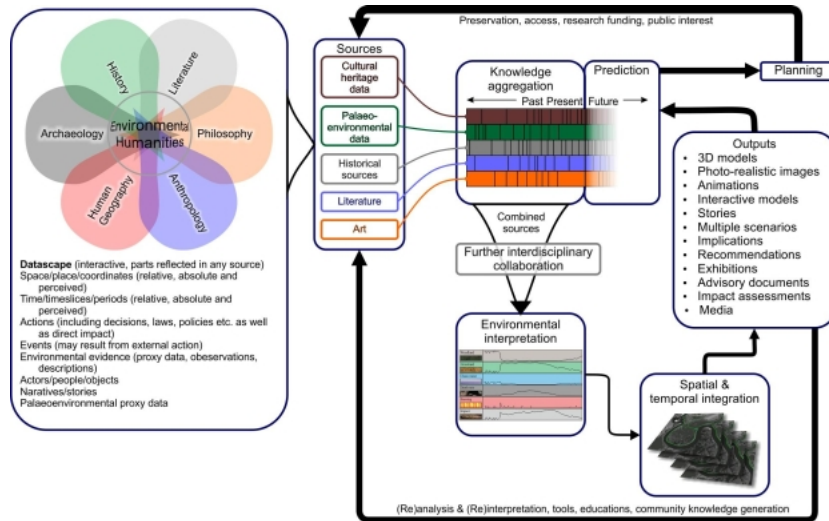 Preservation, access, research funding, public interest
History
Literature
Archaeology
Environmental
Humanities
Philosophy
Human
Geography
Anthropology
Datascape (interactive, parts reflected in any source)
Space/place/coordinates (relative, absolute and
perceived)
Time/timeslices/periods (relative, absolute and
perceived)
Actions (including decisions, laws, policies etc. as well
as direct impact)
Events (may result from external action)
Environmental evidence (proxy data, obeservations,
descriptions)
Actors/people/objects
Naratives/stories
Palaeoenvironmental proxy data
Sources
Cultural
heritage
data
Palaeo-
environmental
data
Historical
sources
Literature
Art
Knowledge
aggregation
Prediction
Past Present Future
Combined
sources
Further interdisciplinary
collaboration
Environmental
interpretation
Spatial &
temporal integration
Planning
Outputs
• 3D models
• Photo-realistic images
• Animations
• Interactive models
• Stories
• Multiple scenarios
• Implications
• Recommendations
• Exhibitions
• Advisory documents
• Impact assessments
• Media
(Re)analysis & (Re)interpretation, tools, educations, community knowledge generation